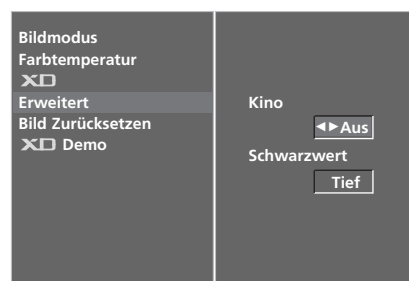 Bildmodus
Farbtemperatur
XD
Erweitert
Bild Zurücksetzen
XD Demo
Kino
◄► Aus
Schwarzwert
Tief